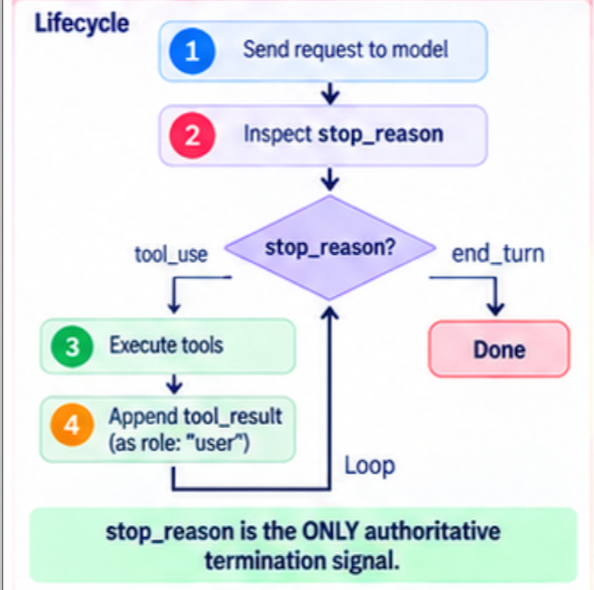 Lifecycle
1 Send request to model
2 Inspect stop_reason
stop_reason?
tool_use
end_turn
3 Execute tools
Done
4 Append tool_result
(as role: "user")
Loop
stop_reason is the ONLY authoritative
termination signal.